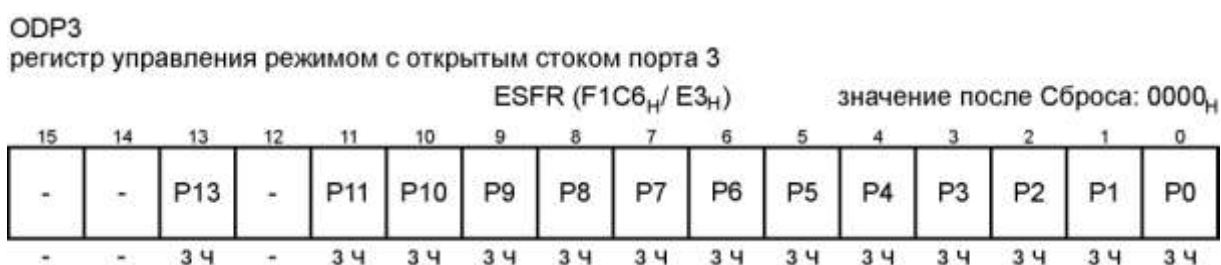 ODP3
регистр управления режимом с открытым стоком порта 3
ESFR (F1C6H/ E3H) значение после Сброса: 0000H
15 14 13 12 11 10 9 8 7 6 5 4 3 2 1 0
- - P13 - P11 P10 P9 P8 P7 P6 P5 P4 P3 P2 P1 P0
- - З Ч - З Ч З Ч З Ч З Ч З Ч З Ч З Ч З Ч З Ч З Ч З Ч З Ч